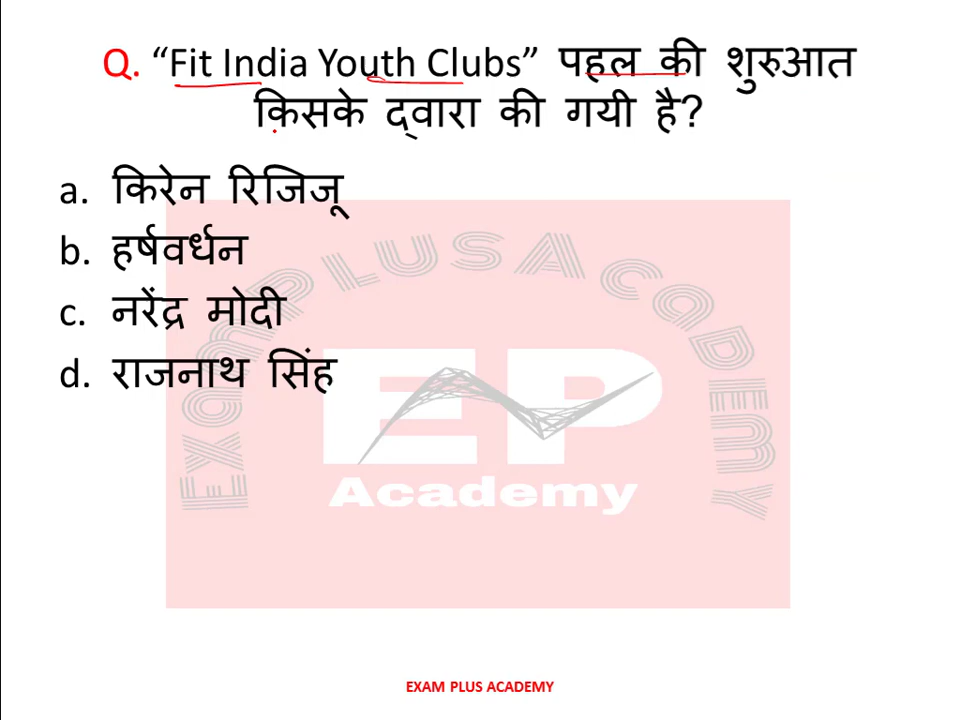 Q. “Fit India Youth Clubs” पहल की शुरुआत
किसके द्वारा की गयी है?
a. किरेन रिजिजू
b. हर्षवर्धन
c. नरेंद्र मोदी
d. राजनाथ सिंह
EXAM PLUS ACADEMY
EP
Academy
EXAM PLUS ACADEMY